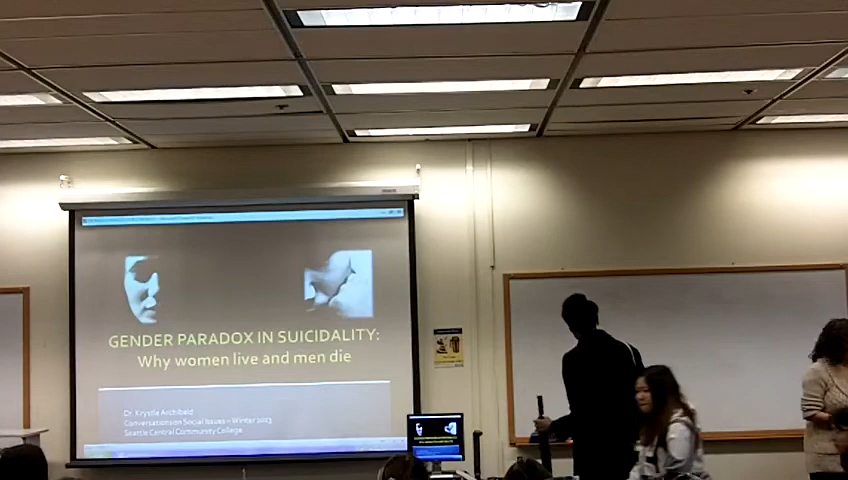 GENDER PARADOX IN SUICIDALITY:
Why women live and men die
Dr. Krystle Archibald
Conversations on Social Issues – Winter 2013
Seattle Central Community College